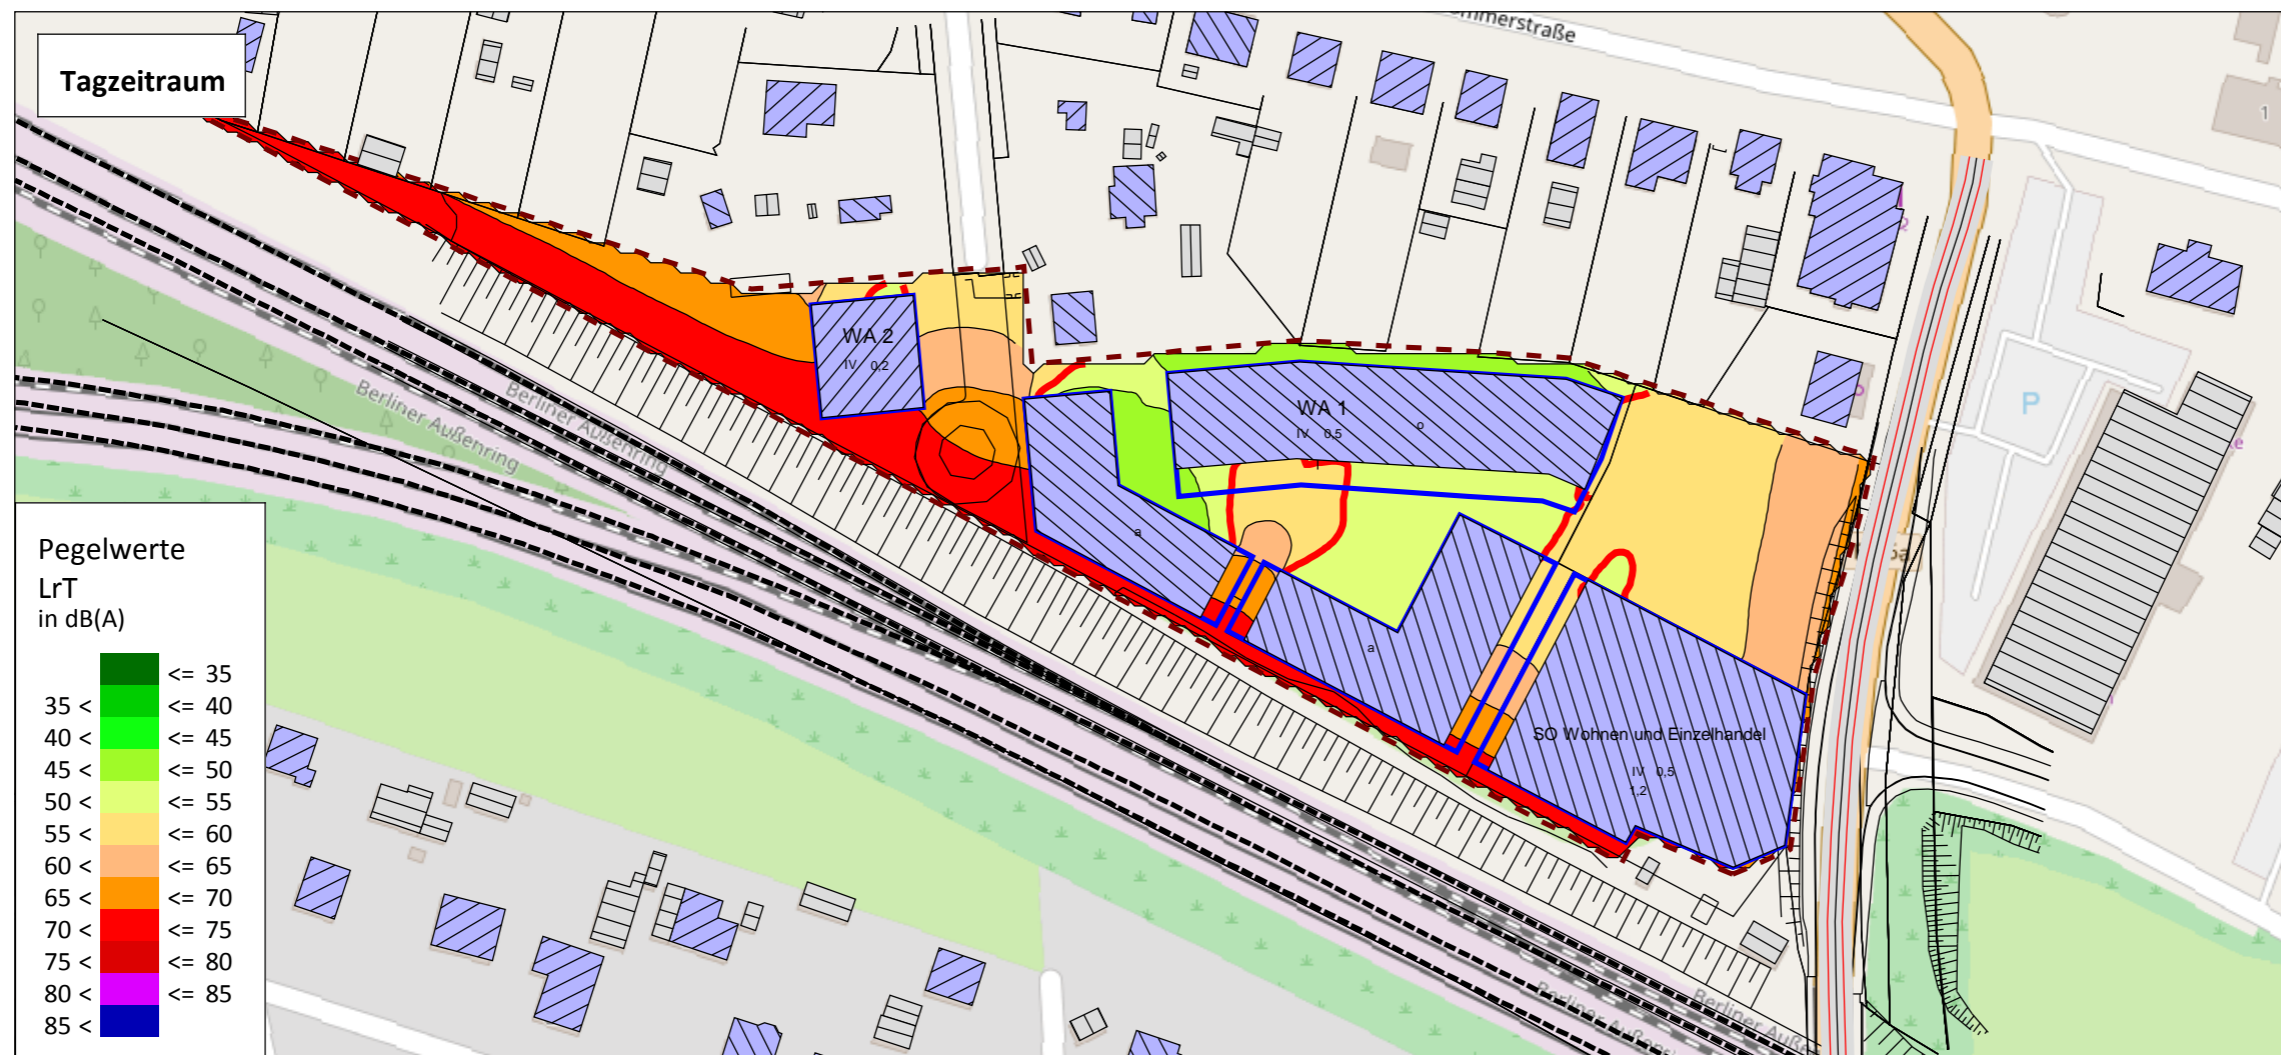 Tagzeitraum
1
WA 2
IV 0,2
WA 1
IV 0,5
o
P
Berliner Außenring
Berliner Außenring
a
a
SO Wohnen und Einzelhandel
IV 0,5
1,2
Pegelwerte
LrT
in dB(A)
<= 35
35 < <= 40
40 < <= 45
45 < <= 50
50 < <= 55
55 < <= 60
60 < <= 65
65 < <= 70
70 < <= 75
75 < <= 80
80 < <= 85
85 <